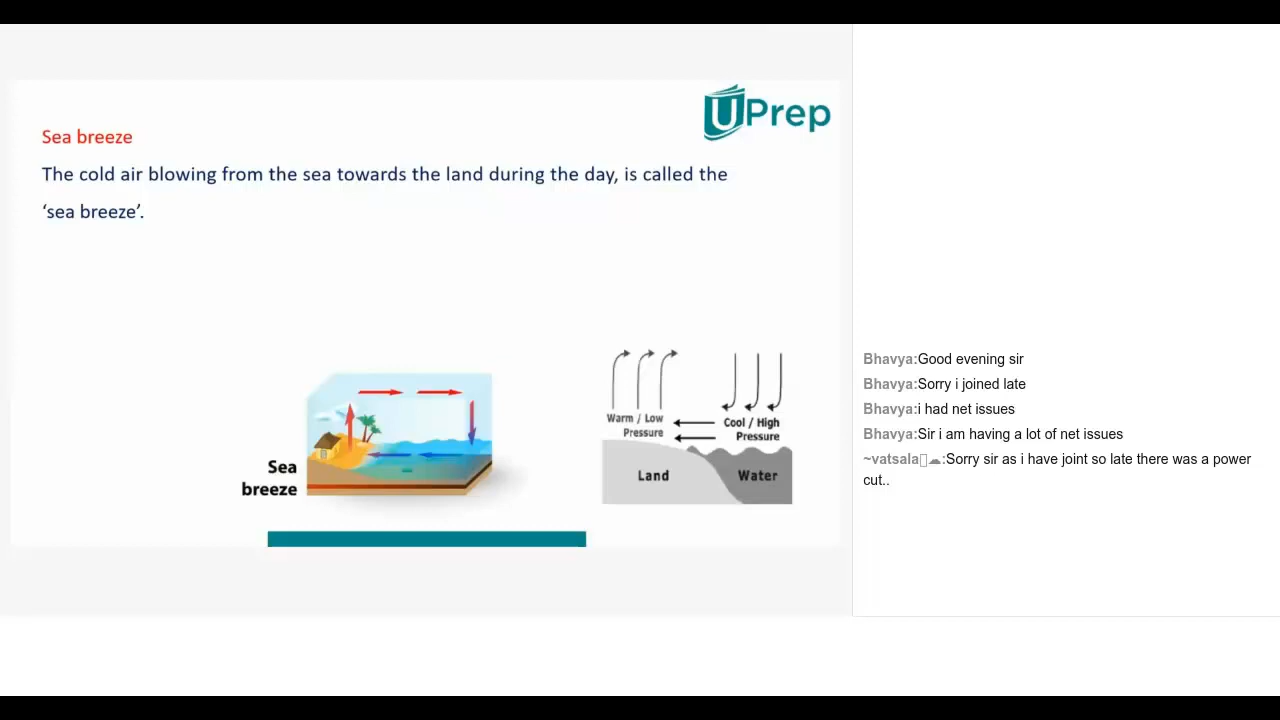 UPrep
Sea breeze
The cold air blowing from the sea towards the land during the day, is called the
‘sea breeze’.
Warm / Low
Pressure
Cool / High
Pressure
Land
Water
Sea
breeze
Bhavya:Good evening sir
Bhavya:Sorry i joined late
Bhavya:i had net issues
Bhavya:Sir i am having a lot of net issues
~vatsala▯☁:Sorry sir as i have joint so late there was a power
cut..